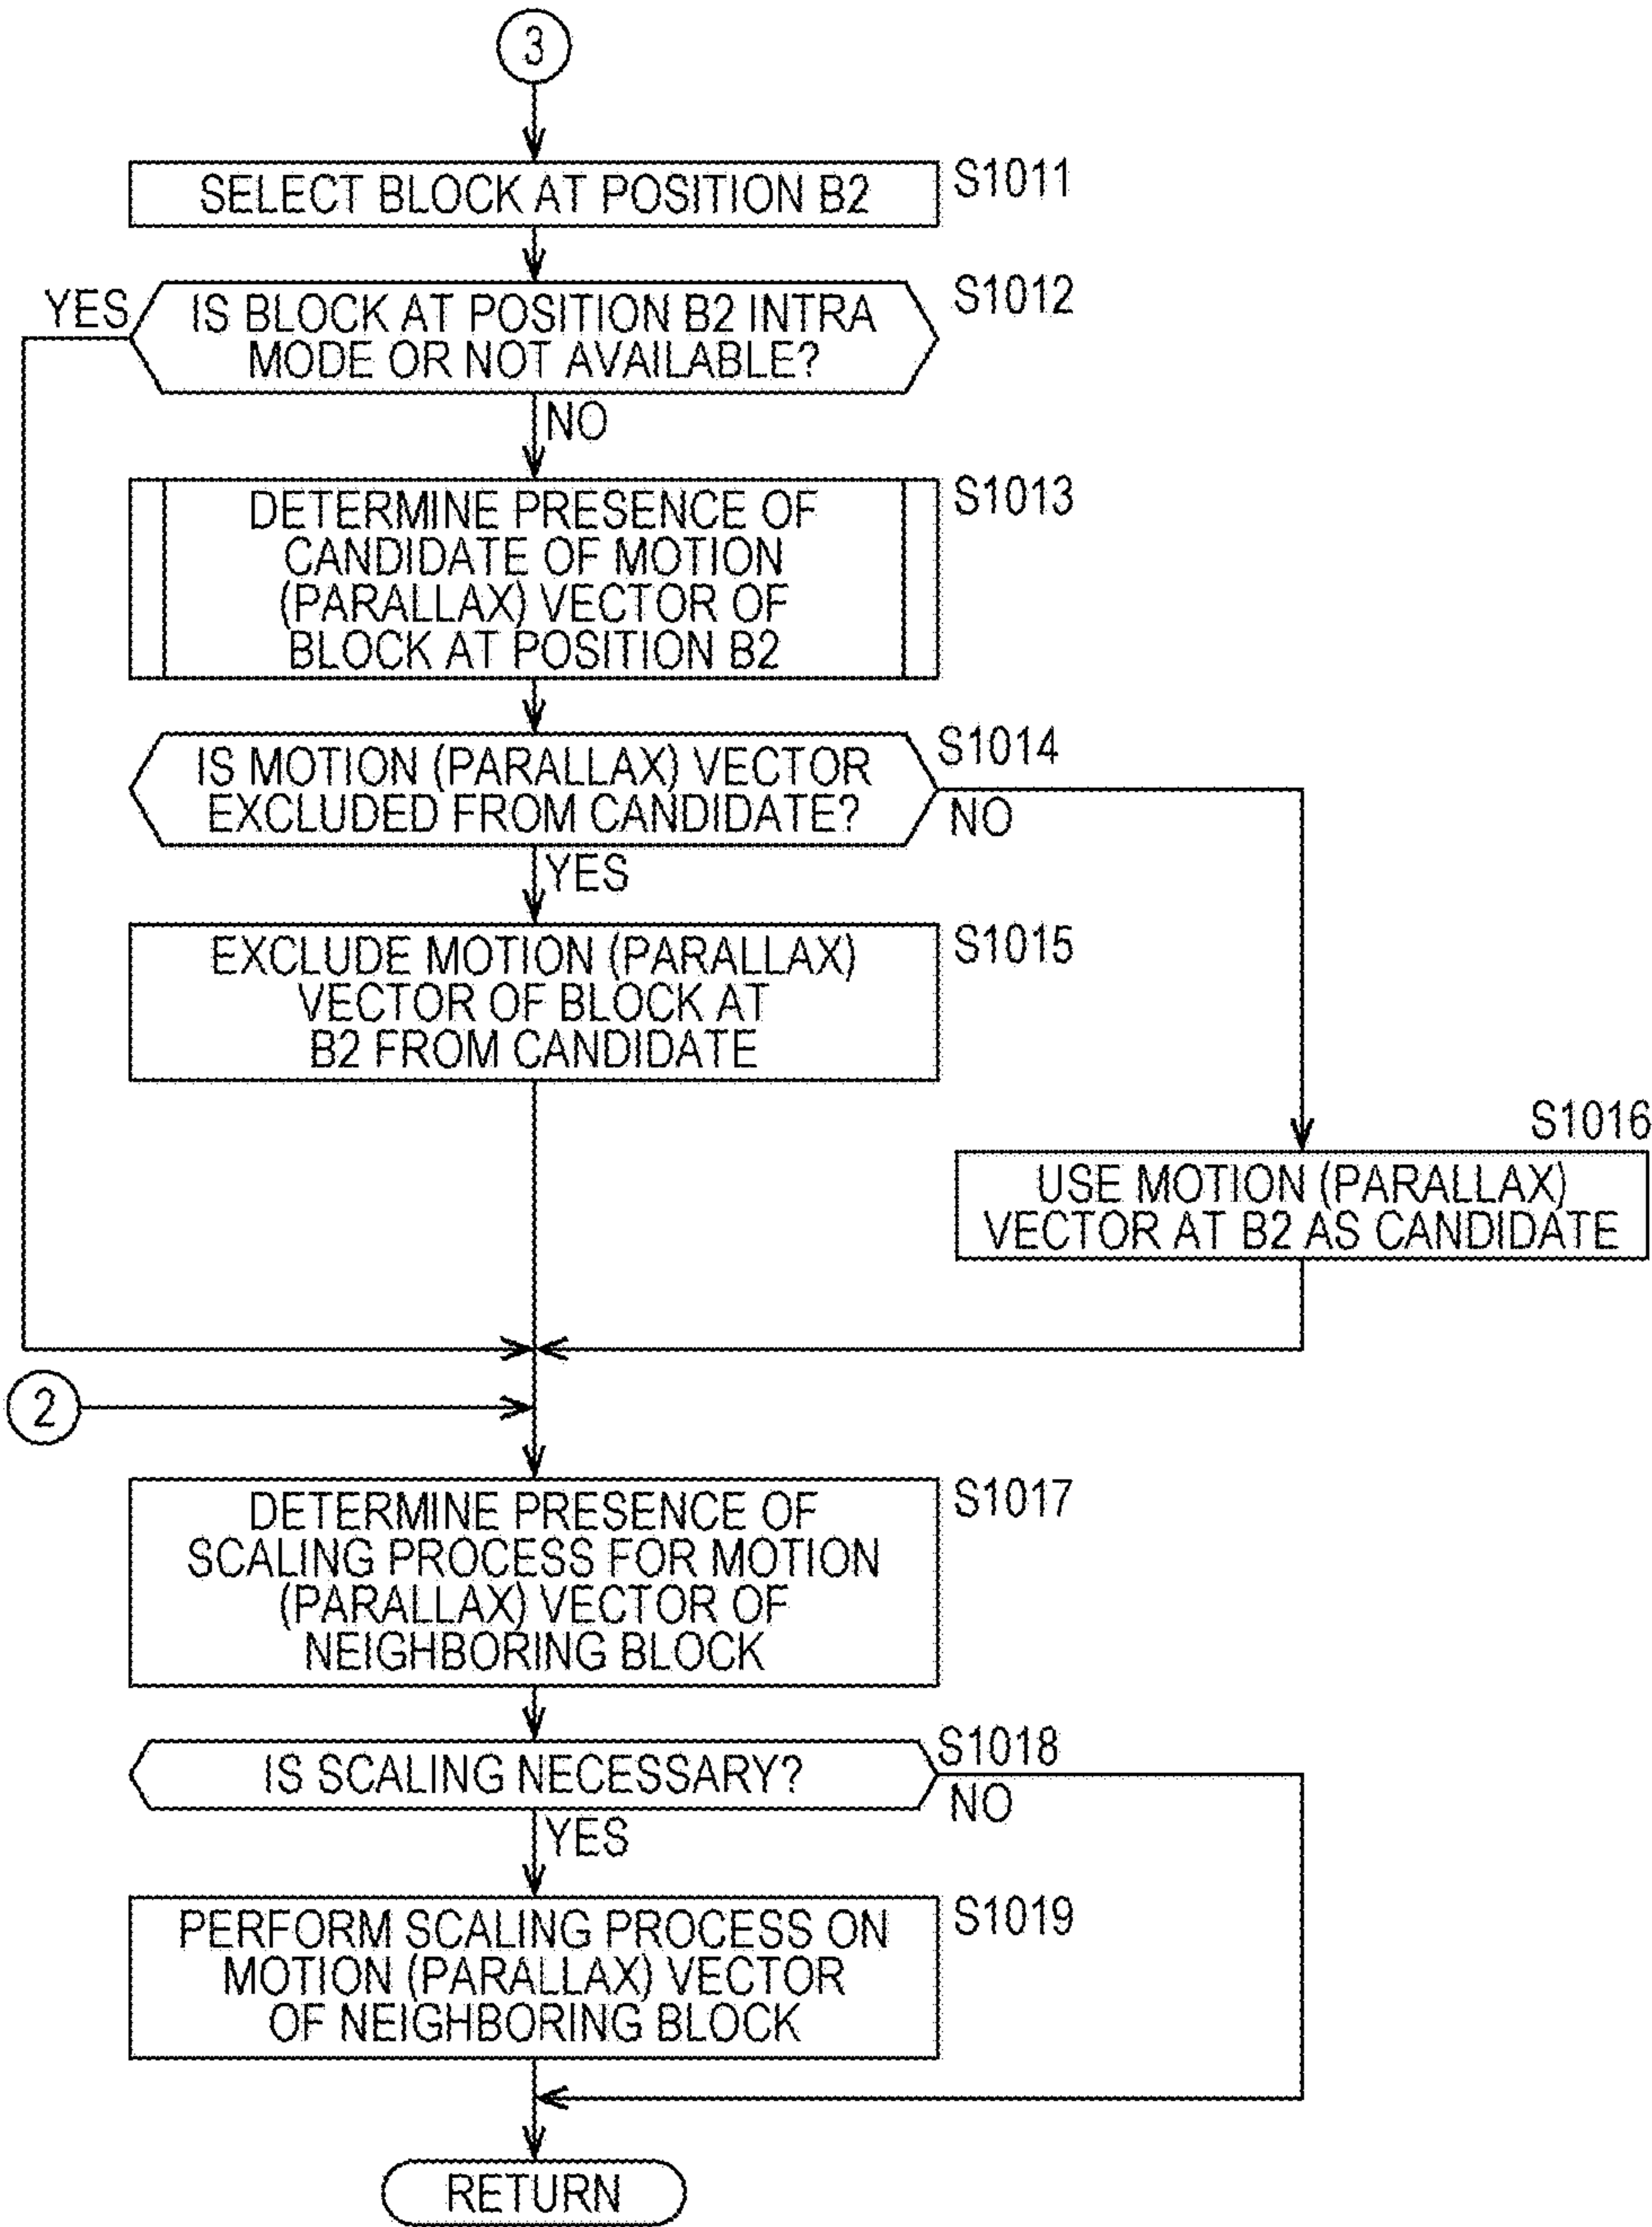 3
SELECT BLOCK AT POSITION B2
S1011
YES
IS BLOCK AT POSITION B2 INTRA
MODE OR NOT AVAILABLE?
S1012
NO
DETERMINE PRESENCE OF
CANDIDATE OF MOTION
(PARALLAX) VECTOR OF
BLOCK AT POSITION B2
S1013
IS MOTION (PARALLAX) VECTOR
EXCLUDED FROM CANDIDATE?
S1014
NO
YES
EXCLUDE MOTION (PARALLAX)
VECTOR OF BLOCK AT
B2 FROM CANDIDATE
S1015
S1016
USE MOTION (PARALLAX)
VECTOR AT B2 AS CANDIDATE
2
DETERMINE PRESENCE OF
SCALING PROCESS FOR MOTION
(PARALLAX) VECTOR OF
NEIGHBORING BLOCK
S1017
IS SCALING NECESSARY?
S1018
NO
YES
PERFORM SCALING PROCESS ON
MOTION (PARALLAX) VECTOR
OF NEIGHBORING BLOCK
S1019
RETURN